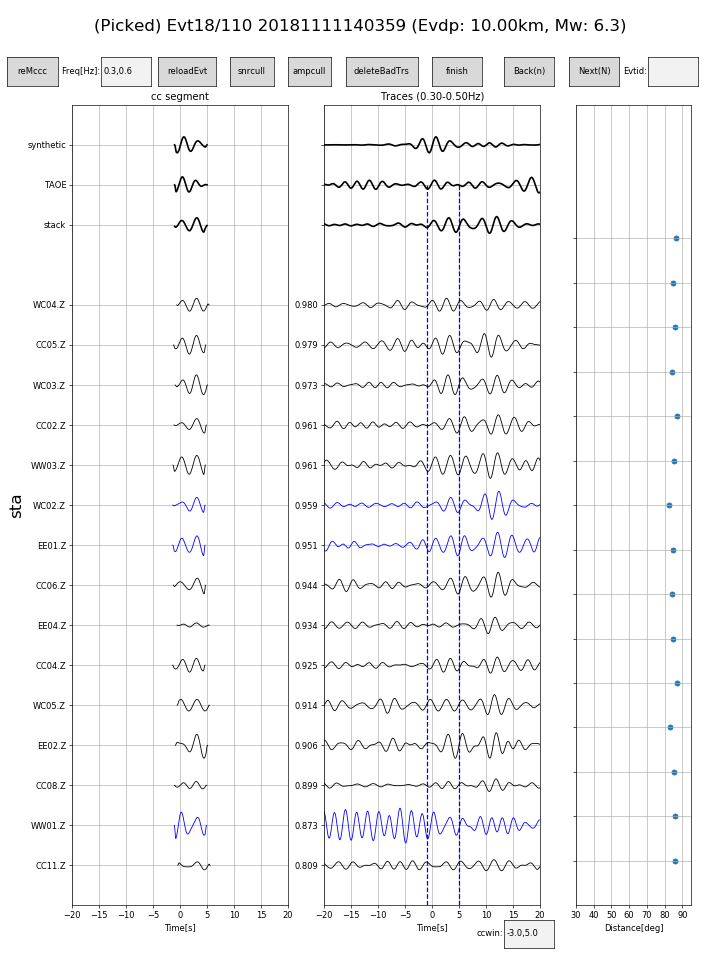 (Picked) Evt18/110 20181111140359 (Evdp: 10.00km, Mw: 6.3)
reMccc Freq[Hz]: 0.3,0.6 reloadEvt snrcull ampcull deleteBadTrs finish Back(n) Next(N) Evtid:
cc segment Traces (0.30-0.50Hz)
synthetic
TAOE
stack
WC04.Z 0.980
CC05.Z 0.979
WC03.Z 0.973
CC02.Z 0.961
WW03.Z 0.961
WC02.Z 0.959
EE01.Z 0.951
CC06.Z 0.944
EE04.Z 0.934
CC04.Z 0.925
WC05.Z 0.914
EE02.Z 0.906
CC08.Z 0.899
WW01.Z 0.873
CC11.Z 0.809
sta
−20 −15 −10 −5 0 5 10 15 20 −20 −15 −10 −5 0 5 10 15 20 30 40 50 60 70 80 90
Time[s] Time[s] Distance[deg]
ccwin: -3.0,5.0